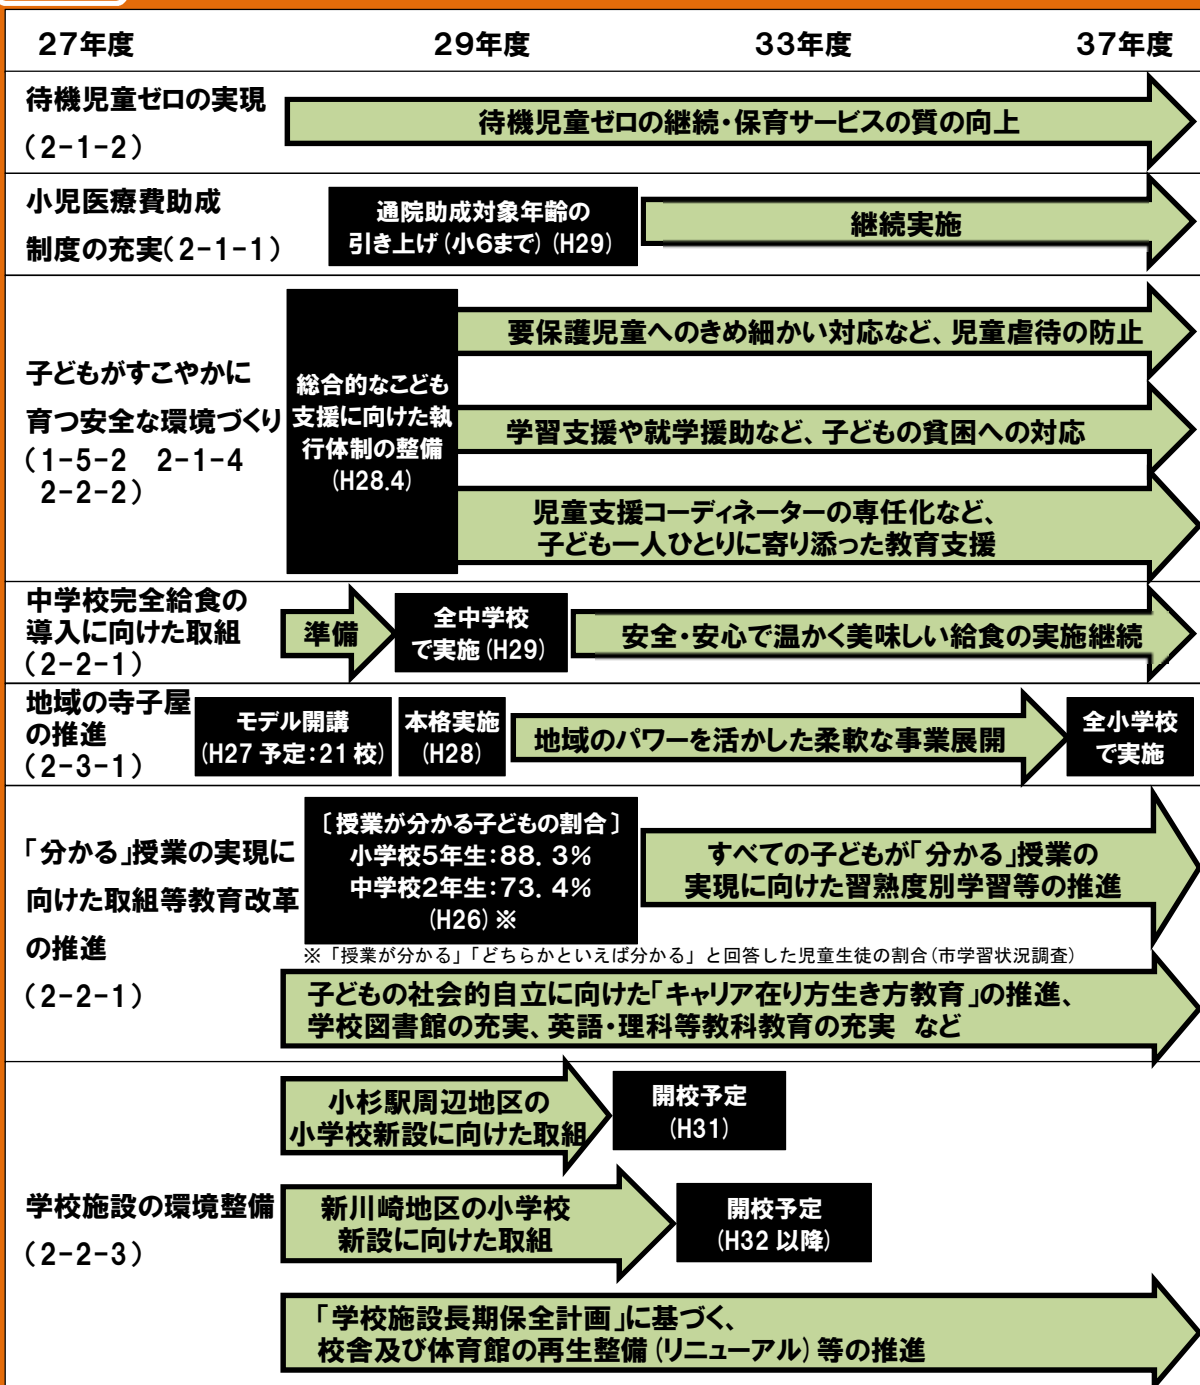 27年度 29年度 33年度 37年度
待機児童ゼロの実現
(2-1-2)
待機児童ゼロの継続・保育サービスの質の向上
小児医療費助成
制度の充実(2-1-1)
通院助成対象年齢の
引き上げ(小6まで)(H29)
継続実施
子どもがすこやかに
育つ安全な環境づくり
(1-5-2 2-1-4
2-2-2)
総合的なこども
支援に向けた執
行体制の整備
(H28.4)
要保護児童へのきめ細かい対応など、児童虐待の防止
学習支援や就学援助など、子どもの貧困への対応
児童支援コーディネーターの専任化など、
子ども一人ひとりに寄り添った教育支援
中学校完全給食の
導入に向けた取組
(2-2-1)
準備
全中学校
で実施(H29)
安全・安心で温かく美味しい給食の実施継続
地域の寺子屋
の推進
(2-3-1)
モデル開講
(H27 予定:21 校)
本格実施
(H28)
地域のパワーを活かした柔軟な事業展開
全小学校
で実施
「分かる」授業の実現に
向けた取組等教育改革
の推進
(2-2-1)
〔授業が分かる子どもの割合〕
小学校5年生:88.3%
中学校2年生:73.4%
(H26)※
すべての子どもが「分かる」授業の
実現に向けた習熟度別学習等の推進
※「授業が分かる」「どちらかといえば分かる」と回答した児童生徒の割合(市学習状況調査)
子どもの社会的自立に向けた「キャリア在り方生き方教育」の推進、
学校図書館の充実、英語・理科等教科教育の充実 など
学校施設の環境整備
(2-2-3)
小杉駅周辺地区の
小学校新設に向けた取組
開校予定
(H31)
新川崎地区の小学校
新設に向けた取組
開校予定
(H32 以降)
「学校施設長期保全計画」に基づく、
校舎及び体育館の再生整備(リニューアル)等の推進